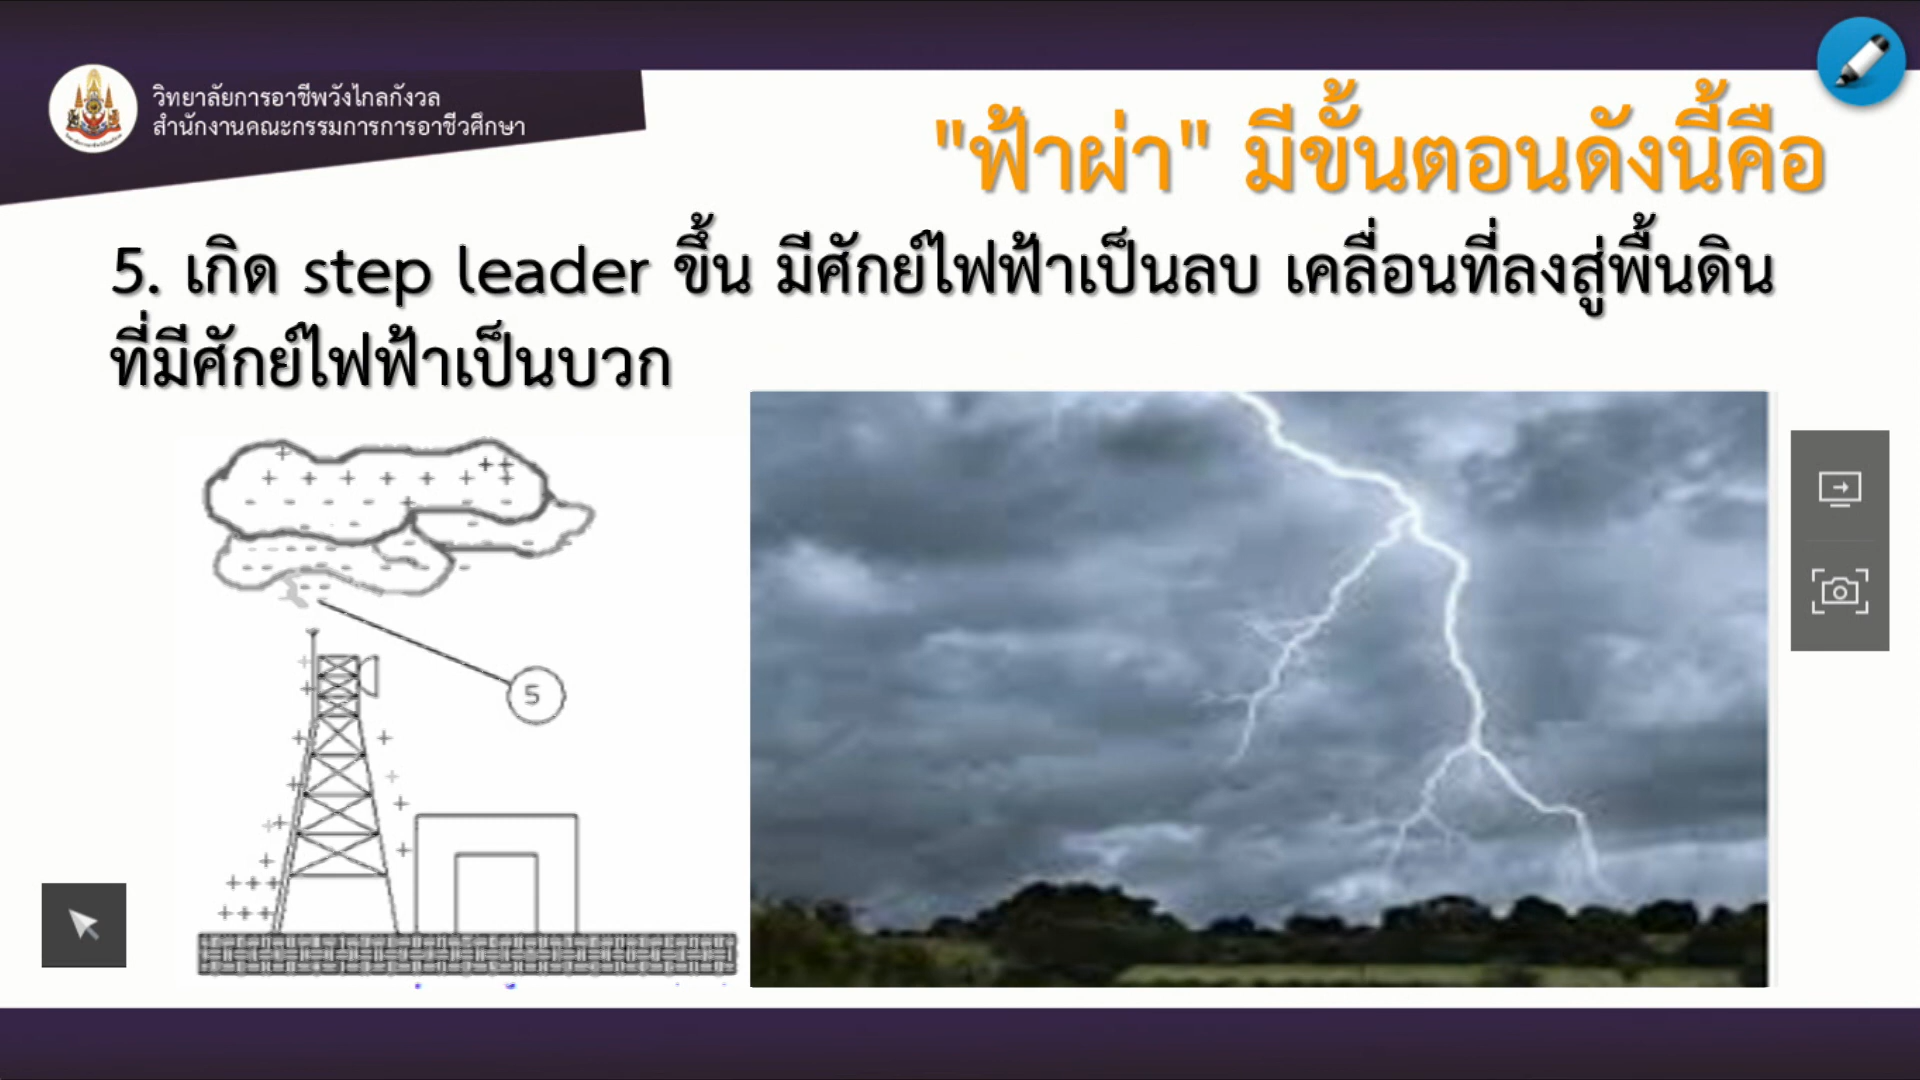 วิทยาลัยการอาชีพวังไกลกังวล
สำนักงานคณะกรรมการการอาชีวศึกษา
"ฟ้าผ่า" มีขั้นตอนดังนี้คือ
5. เกิด step leader ขึ้น มีศักย์ไฟฟ้าเป็นลบ เคลื่อนที่ลงสู่พื้นดิน
ที่มีศักย์ไฟฟ้าเป็นบวก
5